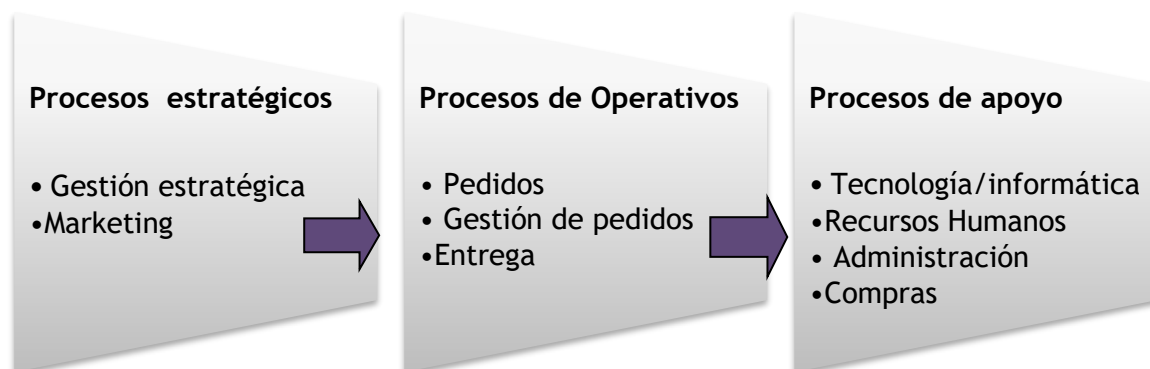 Procesos estratégicos
• Gestión estratégica
•Marketing
Procesos de Operativos
• Pedidos
• Gestión de pedidos
•Entrega
Procesos de apoyo
• Tecnología/informática
•Recursos Humanos
• Administración
•Compras